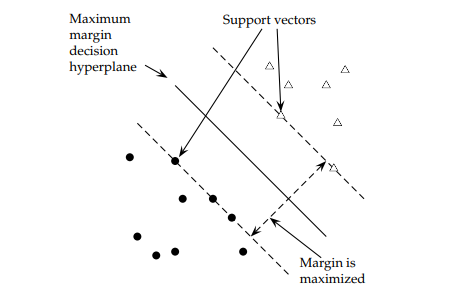 Maximum
margin
decision
hyperplane
Support vectors
Margin is
maximized